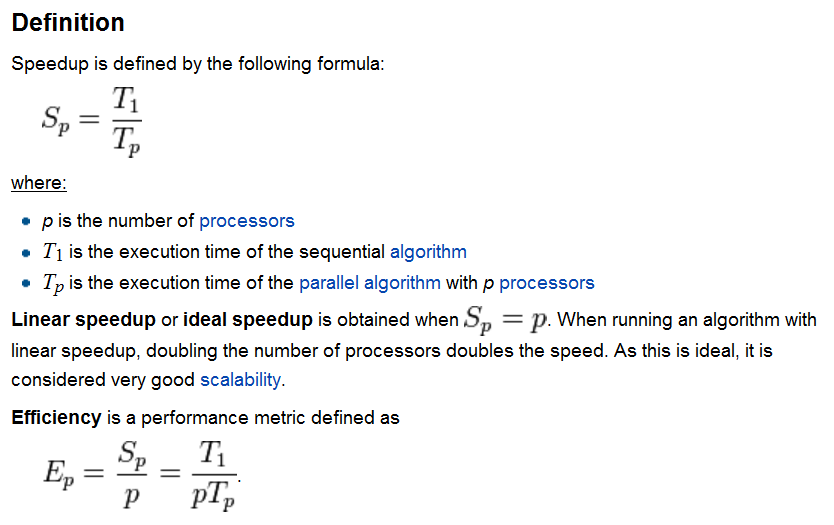 Definition
Speedup is defined by the following formula:
S_p = T_1 / T_p
where:
• p is the number of processors
• T_1 is the execution time of the sequential algorithm
• T_p is the execution time of the parallel algorithm with p processors
Linear speedup or ideal speedup is obtained when S_p = p. When running an algorithm with
linear speedup, doubling the number of processors doubles the speed. As this is ideal, it is
considered very good scalability.
Efficiency is a performance metric defined as
E_p = S_p / p = T_1 / pT_p.